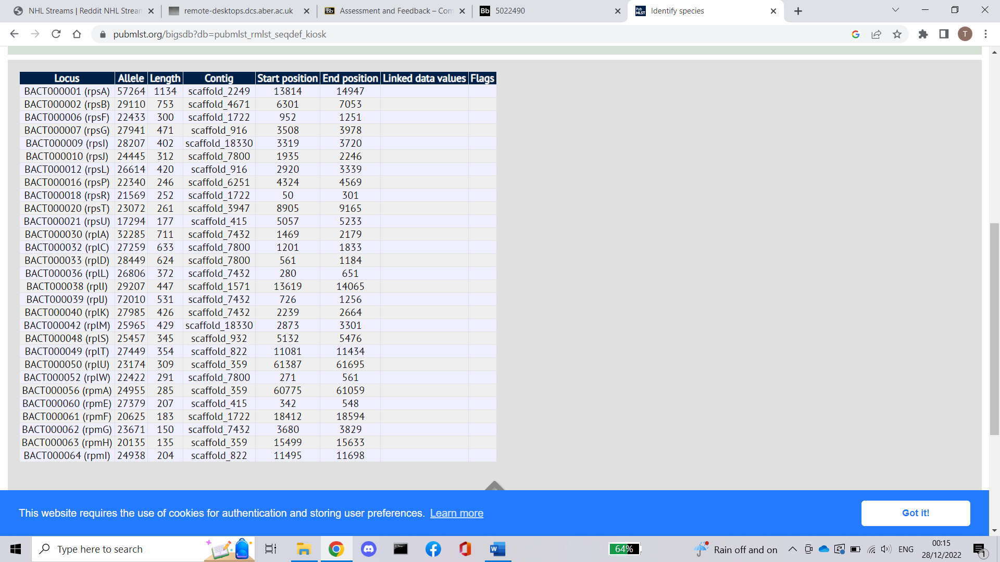 NHL Streams | Reddit NHL Stream
remote-desktops.dcs.aber.ac.uk
Bb Assessment and Feedback – Com
Bb 5022490
Pub MLST Identify species
pubmlst.org/bigsdb?db=pubmlst_rmlst_seqdef_kiosk
T
Locus Allele Length Contig Start position End position Linked data values Flags
BACT000001 (rpsA) 57264 1134 scaffold_2249 13814 14947
BACT000002 (rpsB) 29110 753 scaffold_4671 6301 7053
BACT000006 (rpsF) 22433 300 scaffold_1722 952 1251
BACT000007 (rpsG) 27941 471 scaffold_916 3508 3978
BACT000009 (rpsI) 28207 402 scaffold_18330 3319 3720
BACT000010 (rpsJ) 24445 312 scaffold_7800 1935 2246
BACT000012 (rpsL) 26614 420 scaffold_916 2920 3339
BACT000016 (rpsP) 22340 246 scaffold_6251 4324 4569
BACT000018 (rpsR) 21569 252 scaffold_1722 50 301
BACT000020 (rpsT) 23072 261 scaffold_3947 8905 9165
BACT000021 (rpsU) 17294 177 scaffold_415 5057 5233
BACT000030 (rplA) 32285 711 scaffold_7432 1469 2179
BACT000032 (rplC) 27259 633 scaffold_7800 1201 1833
BACT000033 (rplD) 28449 624 scaffold_7800 561 1184
BACT000036 (rplL) 26806 372 scaffold_7432 280 651
BACT000038 (rplI) 29207 447 scaffold_1571 13619 14065
BACT000039 (rplJ) 72010 531 scaffold_7432 726 1256
BACT000040 (rplK) 27985 426 scaffold_7432 2239 2664
BACT000042 (rplM) 25965 429 scaffold_18330 2873 3301
BACT000048 (rplS) 25457 345 scaffold_932 5132 5476
BACT000049 (rplT) 27449 354 scaffold_822 11081 11434
BACT000050 (rplU) 23174 309 scaffold_359 61387 61695
BACT000052 (rplW) 22422 291 scaffold_7800 271 561
BACT000056 (rpmA) 24955 285 scaffold_359 60775 61059
BACT000060 (rpmE) 27379 207 scaffold_415 342 548
BACT000061 (rpmF) 20625 183 scaffold_1722 18412 18594
BACT000062 (rpmG) 23671 150 scaffold_7432 3680 3829
BACT000063 (rpmH) 20135 135 scaffold_359 15499 15633
BACT000064 (rpmI) 24938 204 scaffold_822 11495 11698
This website requires the use of cookies for authentication and storing user preferences. Learn more
Got it!
Type here to search
64%
Rain off and on
ENG
00:15
28/12/2022
1